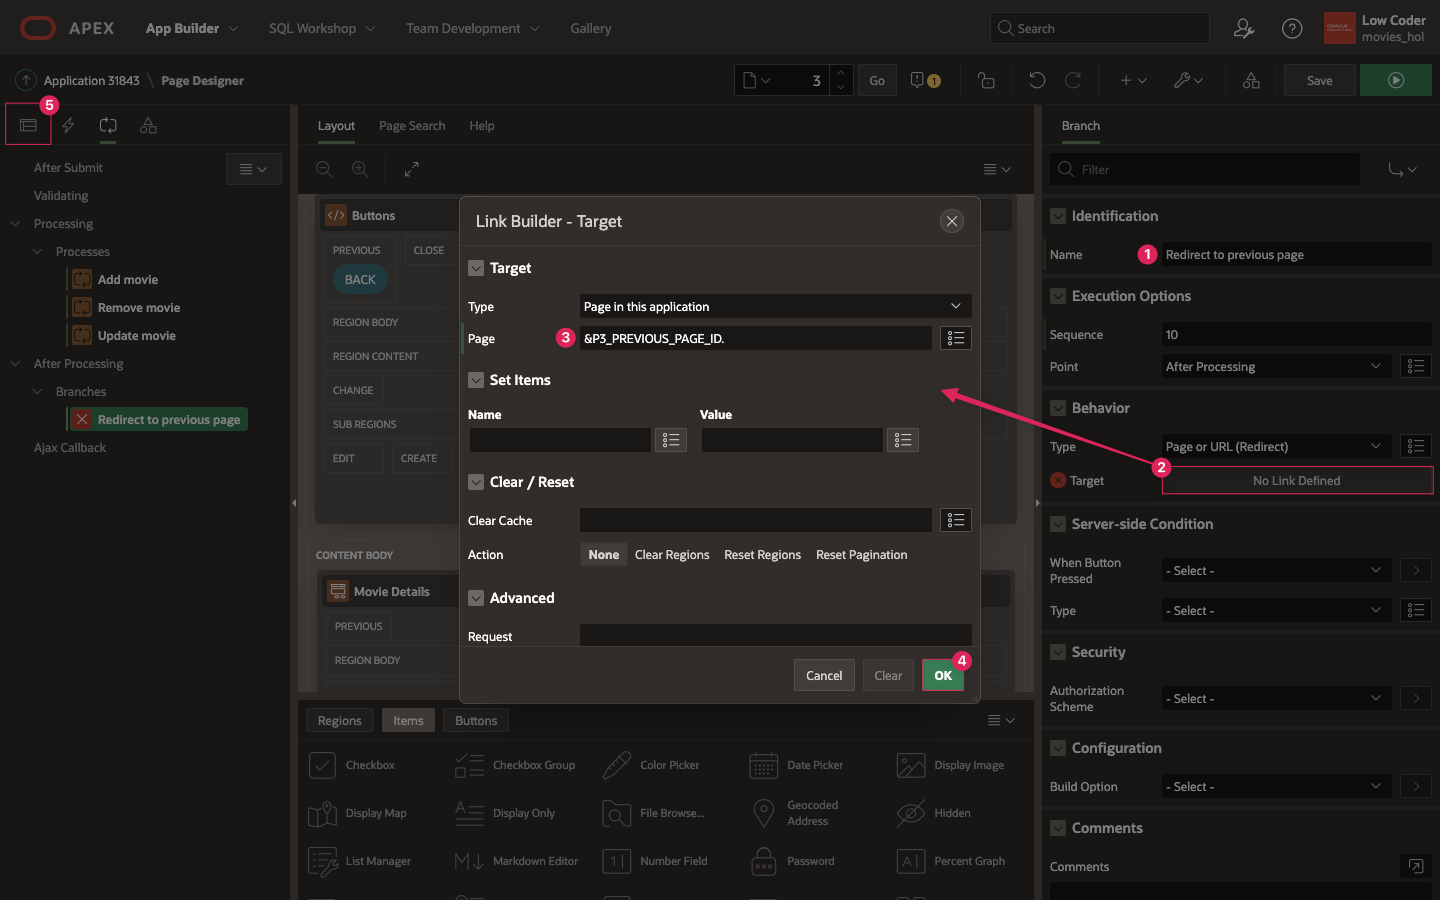 APEX
App Builder
SQL Workshop
Team Development
Gallery
Search
Low Coder
movies_hol
Application 31843 \ Page Designer
3
Go
1
Save
5
After Submit
Validating
Processing
Processes
Add movie
Remove movie
Update movie
After Processing
Branches
Redirect to previous page
Ajax Callback
Layout
Page Search
Help
Buttons
PREVIOUS
CLOSE
BACK
REGION BODY
REGION CONTENT
CHANGE
SUB REGIONS
EDIT
CREATE
CONTENT BODY
Movie Details
PREVIOUS
REGION BODY
Link Builder - Target
Target
Type
Page in this application
Page
3
&P3_PREVIOUS_PAGE_ID.
Set Items
Name
Value
Clear / Reset
Clear Cache
Action
None
Clear Regions
Reset Regions
Reset Pagination
Advanced
Request
Cancel
Clear
OK
4
Regions
Items
Buttons
Checkbox
Checkbox Group
Color Picker
Date Picker
Display Image
Display Map
Display Only
File Browse...
Geocoded
Address
Hidden
List Manager
Markdown Editor
Number Field
Password
Percent Graph
Branch
Filter
Identification
Name
1
Redirect to previous page
Execution Options
Sequence
10
Point
After Processing
Behavior
Type
Page or URL (Redirect)
2
Target
No Link Defined
Server-side Condition
When Button
Pressed
- Select -
Type
- Select -
Security
Authorization
Scheme
- Select -
Configuration
Build Option
- Select -
Comments
Comments